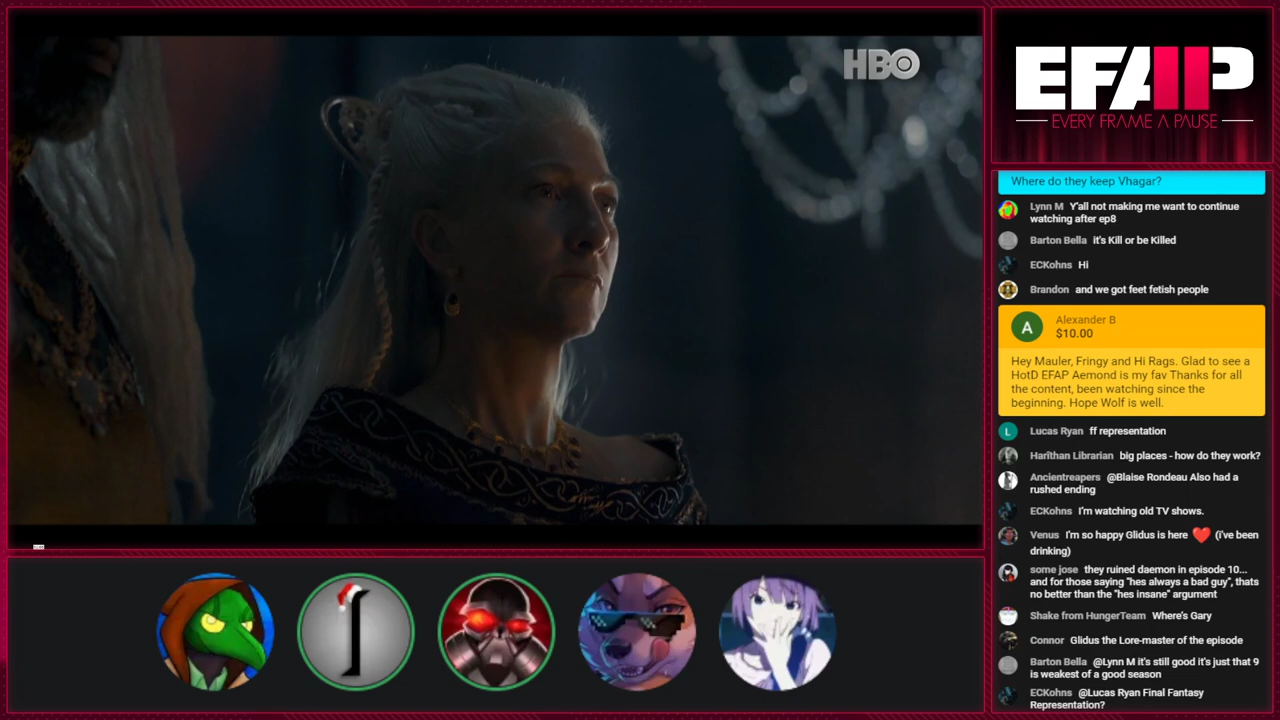 HBO
EFAP
EVERY FRAME A PAUSE
Where do they keep Vhagar?
Lynn M Y'all not making me want to continue
watching after ep8
Barton Bella it's Kill or be Killed
ECKohns Hi
Brandon and we got feet fetish people
A
Alexander B
$10.00
Hey Mauler, Fringy and Hi Rags. Glad to see a
HotD EFAP Aemond is my fav Thanks for all
the content, been watching since the
beginning. Hope Wolf is well.
L
Lucas Ryan ff representation
Harîthan Librarian big places - how do they work?
Ancientreapers @Blaise Rondeau Also had a
rushed ending
ECKohns I'm watching old TV shows.
Venus I'm so happy Glidus is here ❤️ (i've been
drinking)
some jose they ruined daemon in episode 10...
and for those saying "hes always a bad guy", thats
no better than the "hes insane" argument
Shake from HungerTeam Where's Gary
Connor Glidus the Lore-master of the episode
Barton Bella @Lynn M it's still good it's just that 9
is weakest of a good season
ECKohns @Lucas Ryan Final Fantasy
Representation?